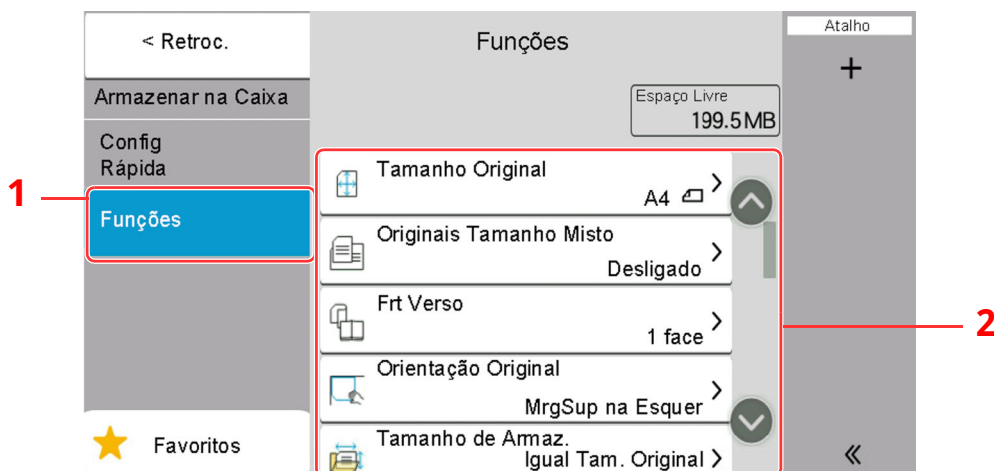 < Retroc.
Armazenar na Caixa
Config
Rápida
1
Funções
Favoritos
Funções
Espaço Livre
199.5MB
Tamanho Original
A4
Originais Tamanho Misto
Desligado
Frt Verso
1 face
Orientação Original
MrgSup na Esquer
Tamanho de Armaz.
Igual Tam. Original
2
Atalho
+